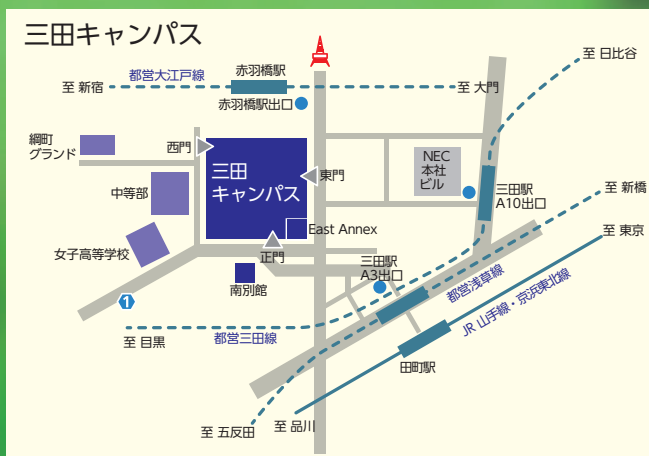 三田キャンパス
至 日比谷
赤羽橋駅
都営大江戸線
至 新宿
至 大門
赤羽橋駅出口
綱町
グランド
西門
三田
キャンパス
東門
NEC
本社
ビル
中等部
三田駅
A10出口
至 新橋
East Annex
至 東京
女子高等学校
正門
三田駅
A3出口
南別館
都営浅草線
1
JR 山手線・京浜東北線
至 目黒
都営三田線
田町駅
至 五反田
至 品川